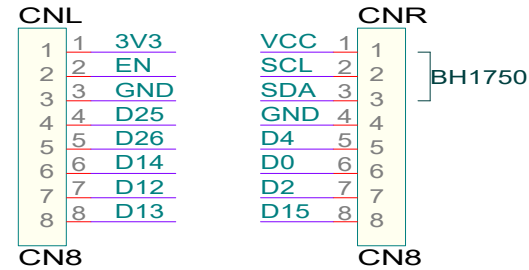 CNL CNR
1 1 3V3 VCC 1 1
2 2 EN SCL 2 2 BH1750
3 3 GND SDA 3 3
4 4 D25 GND 4 4
5 5 D26 D4 5 5
6 6 D14 D0 6 6
7 7 D12 D2 7 7
8 8 D13 D15 8 8
CN8 CN8